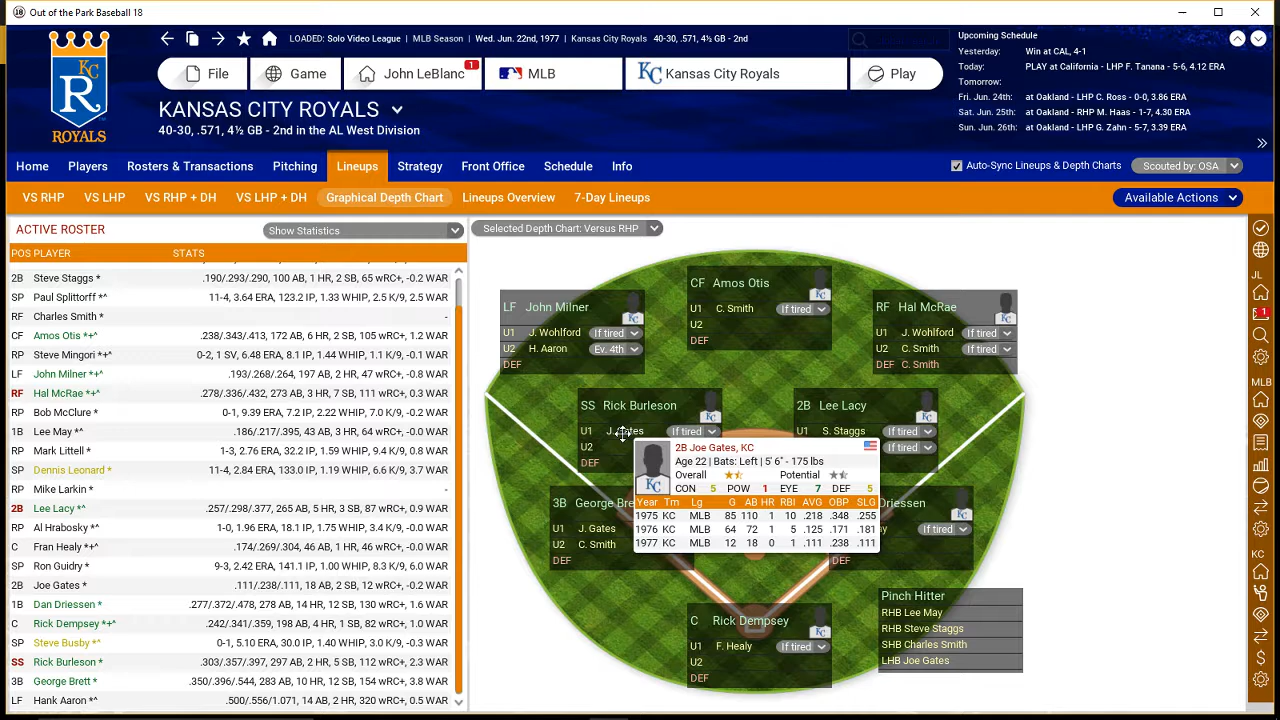 Out of the Park Baseball 18
LOADED: Solo Video League | MLB Season | Wed. Jun. 22nd, 1977 | Kansas City Royals 40-30, .571, 4½ GB - 2nd
Upcoming Schedule
Yesterday: Win at CAL, 4-1
Today: PLAY at California - LHP F. Tanana - 5-6, 4.12 ERA
Tomorrow:
Fri. Jun. 24th: at Oakland - LHP C. Ross - 0-0, 3.86 ERA
Sat. Jun. 25th: at Oakland - RHP M. Haas - 1-7, 4.30 ERA
Sun. Jun. 26th: at Oakland - LHP G. Zahn - 5-7, 3.39 ERA
KC R ROYALS
File Game John LeBlanc 1 MLB Kansas City Royals Play
KANSAS CITY ROYALS
40-30, .571, 4½ GB - 2nd in the AL West Division
Home Players Rosters & Transactions Pitching Lineups Strategy Front Office Schedule Info
Auto-Sync Lineups & Depth Charts Scouted by: OSA
VS RHP VS LHP VS RHP + DH VS LHP + DH Graphical Depth Chart Lineups Overview 7-Day Lineups Available Actions
ACTIVE ROSTER Show Statistics
POS PLAYER STATS
2B Steve Staggs * .190/.293/.290, 100 AB, 1 HR, 2 SB, 65 wRC+, -0.2 WAR
SP Paul Splittorff *^ 11-4, 3.64 ERA, 123.2 IP, 1.33 WHIP, 2.5 K/9, 2.5 WAR
RF Charles Smith * -
CF Amos Otis *+^ .238/.343/.413, 172 AB, 6 HR, 2 SB, 105 wRC+, 1.2 WAR
RP Steve Mingori *+^ 0-2, 1 SV, 6.48 ERA, 8.1 IP, 1.44 WHIP, 1.1 K/9, -0.1 WAR
LF John Milner *+^ .193/.268/.264, 197 AB, 2 HR, 47 wRC+, -0.8 WAR
RF Hal McRae *+^ .278/.336/.432, 273 AB, 3 HR, 7 SB, 111 wRC+, 0.3 WAR
RP Bob McClure * 0-1, 9.39 ERA, 7.2 IP, 2.22 WHIP, 7.0 K/9, -0.2 WAR
1B Lee May *^ .186/.217/.395, 43 AB, 3 HR, 64 wRC+, 0.0 WAR
RP Mark Littell * 1-3, 2.76 ERA, 32.2 IP, 1.59 WHIP, 9.4 K/9, 0.8 WAR
SP Dennis Leonard * 11-4, 2.84 ERA, 133.0 IP, 1.19 WHIP, 6.6 K/9, 3.7 WAR
RP Mike Larkin * -
2B Lee Lacy * .257/.298/.377, 265 AB, 5 HR, 3 SB, 87 wRC+, 0.9 WAR
RP Al Hrabosky *^ 1-0, 1.96 ERA, 18.1 IP, 1.75 WHIP, 3.4 K/9, -0.0 WAR
C Fran Healy *+^ .174/.269/.304, 46 AB, 1 HR, 46 wRC+, -0.0 WAR
SP Ron Guidry * 9-3, 2.42 ERA, 141.1 IP, 1.00 WHIP, 8.3 K/9, 6.0 WAR
2B Joe Gates * .111/.238/.111, 18 AB, 2 SB, 12 wRC+, -0.2 WAR
1B Dan Driessen * .277/.372/.478, 278 AB, 14 HR, 12 SB, 130 wRC+, 1.6 WAR
C Rick Dempsey *+^ .242/.341/.359, 198 AB, 4 HR, 1 SB, 82 wRC+, 1.0 WAR
SP Steve Busby *^ 0-1, 5.10 ERA, 30.0 IP, 1.40 WHIP, 3.0 K/9, -0.3 WAR
SS Rick Burleson * .303/.357/.397, 297 AB, 2 HR, 5 SB, 112 wRC+, 2.3 WAR
3B George Brett * .350/.396/.544, 283 AB, 10 HR, 12 SB, 154 wRC+, 3.8 WAR
LF Hank Aaron *^ .500/.556/1.071, 14 AB, 2 HR, 320 wRC+, 0.5 WAR
Selected Depth Chart: Versus RHP
CF Amos Otis
U1 C. Smith If tired
U2
DEF
LF John Milner
U1 J. Wohlford If tired
U2 H. Aaron Ev. 4th
DEF
RF Hal McRae
U1 J. Wohlford If tired
U2 C. Smith If tired
DEF C. Smith
SS Rick Burleson
U1 If tired
U2
DEF
2B Lee Lacy
U1 S. Staggs If tired
If tired
2B Joe Gates, KC
Age 22 | Bats: Left | 5' 6" - 175 lbs
Overall Potential
CON 5 POW 1 EYE 7 DEF 5
Year Tm Lg G AB HR RBI AVG OBP SLG
1975 KC MLB 85 110 1 10 .218 .348 .255
1976 KC MLB 64 72 1 5 .125 .171 .181
1977 KC MLB 12 18 0 1 .111 .238 .111
3B George Bre
U1 J. Gates
U2 C. Smith
DEF
Driessen
If tired
DEF
C Rick Dempsey
U1 F. Healy If tired
U2
DEF
Pinch Hitter
RHB Lee May
RHB Steve Staggs
SHB Charles Smith
LHB Joe Gates
JL
1
MLB
KC